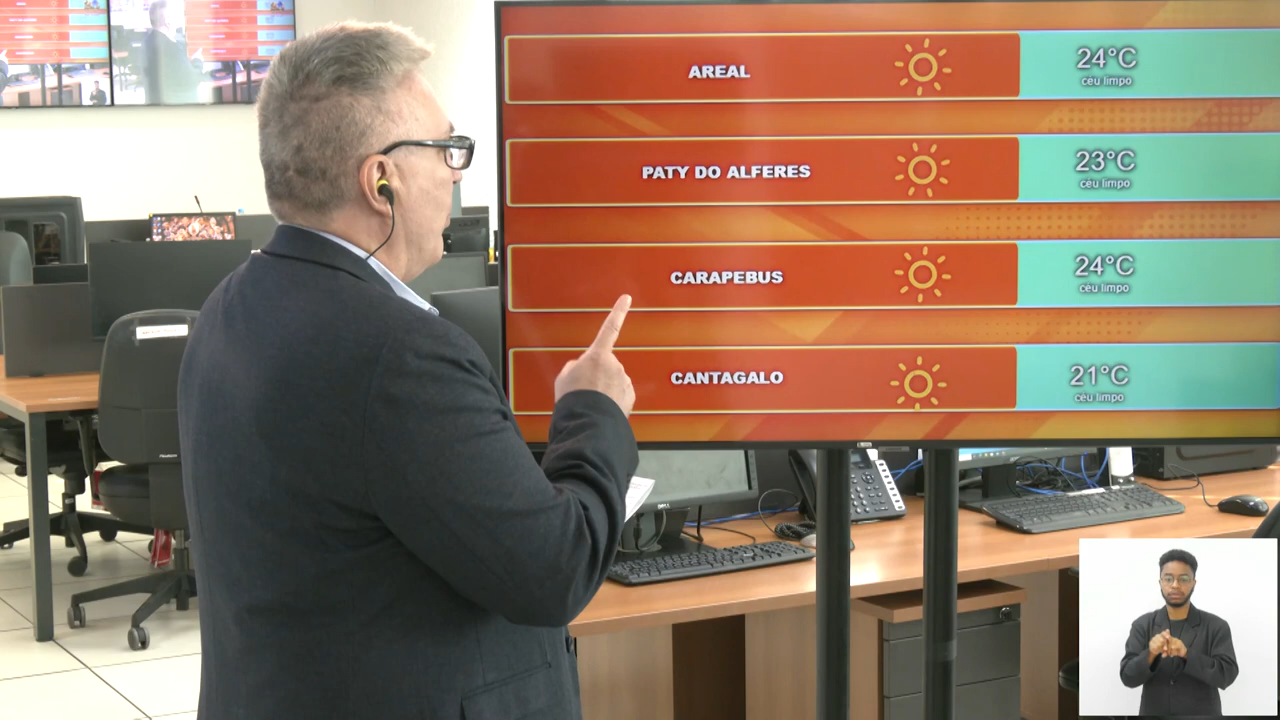 AREAL
24°C
céu limpo
PATY DO ALFERES
23°C
céu limpo
CARAPEBUS
24°C
céu limpo
CANTAGALO
21°C
céu limpo